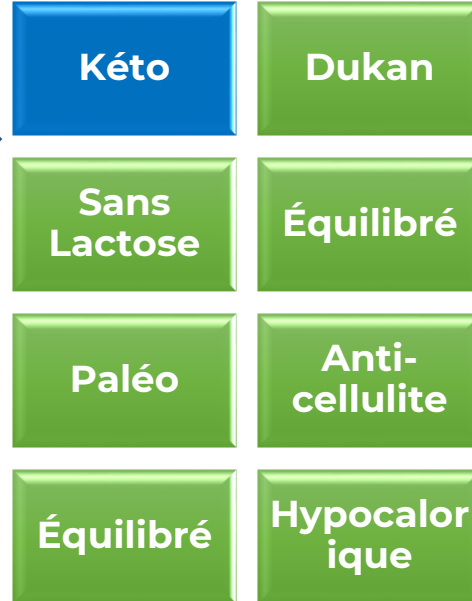 Kéto
Dukan
Sans
Lactose
Équilibré
Paléo
Anti-
cellulite
Équilibré
Hypocalor
ique